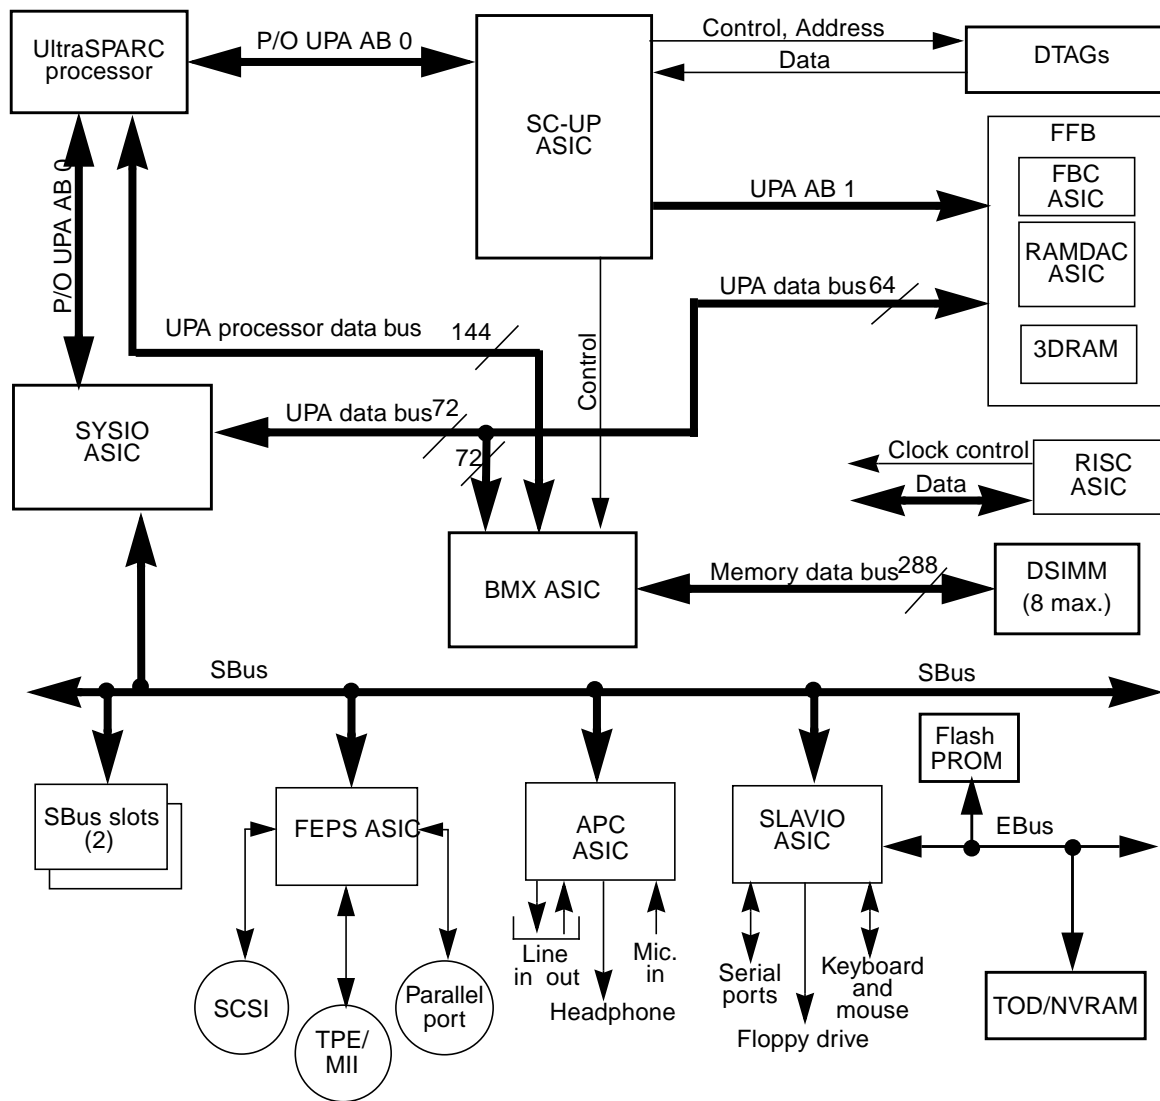 UltraSPARC
processor
P/O UPA AB 0
SC-UP
ASIC
Control, Address
Data
DTAGs
FFB
FBC
ASIC
RAMDAC
ASIC
3DRAM
UPA AB 1
UPA data bus 64
P/O UPA AB 0
UPA processor data bus 144
Control
SYSIO
ASIC
UPA data bus 72
72
Clock control
Data
RISC
ASIC
BMX ASIC
Memory data bus 288
DSIMM
(8 max.)
SBus
SBus
SBus slots
(2)
FEPS ASIC
APC
ASIC
SLAVIO
ASIC
Flash
PROM
EBus
SCSI
TPE/
MII
Parallel
port
Line
in out
Headphone
Mic.
in
Serial
ports
Floppy drive
Keyboard
and
mouse
TOD/NVRAM